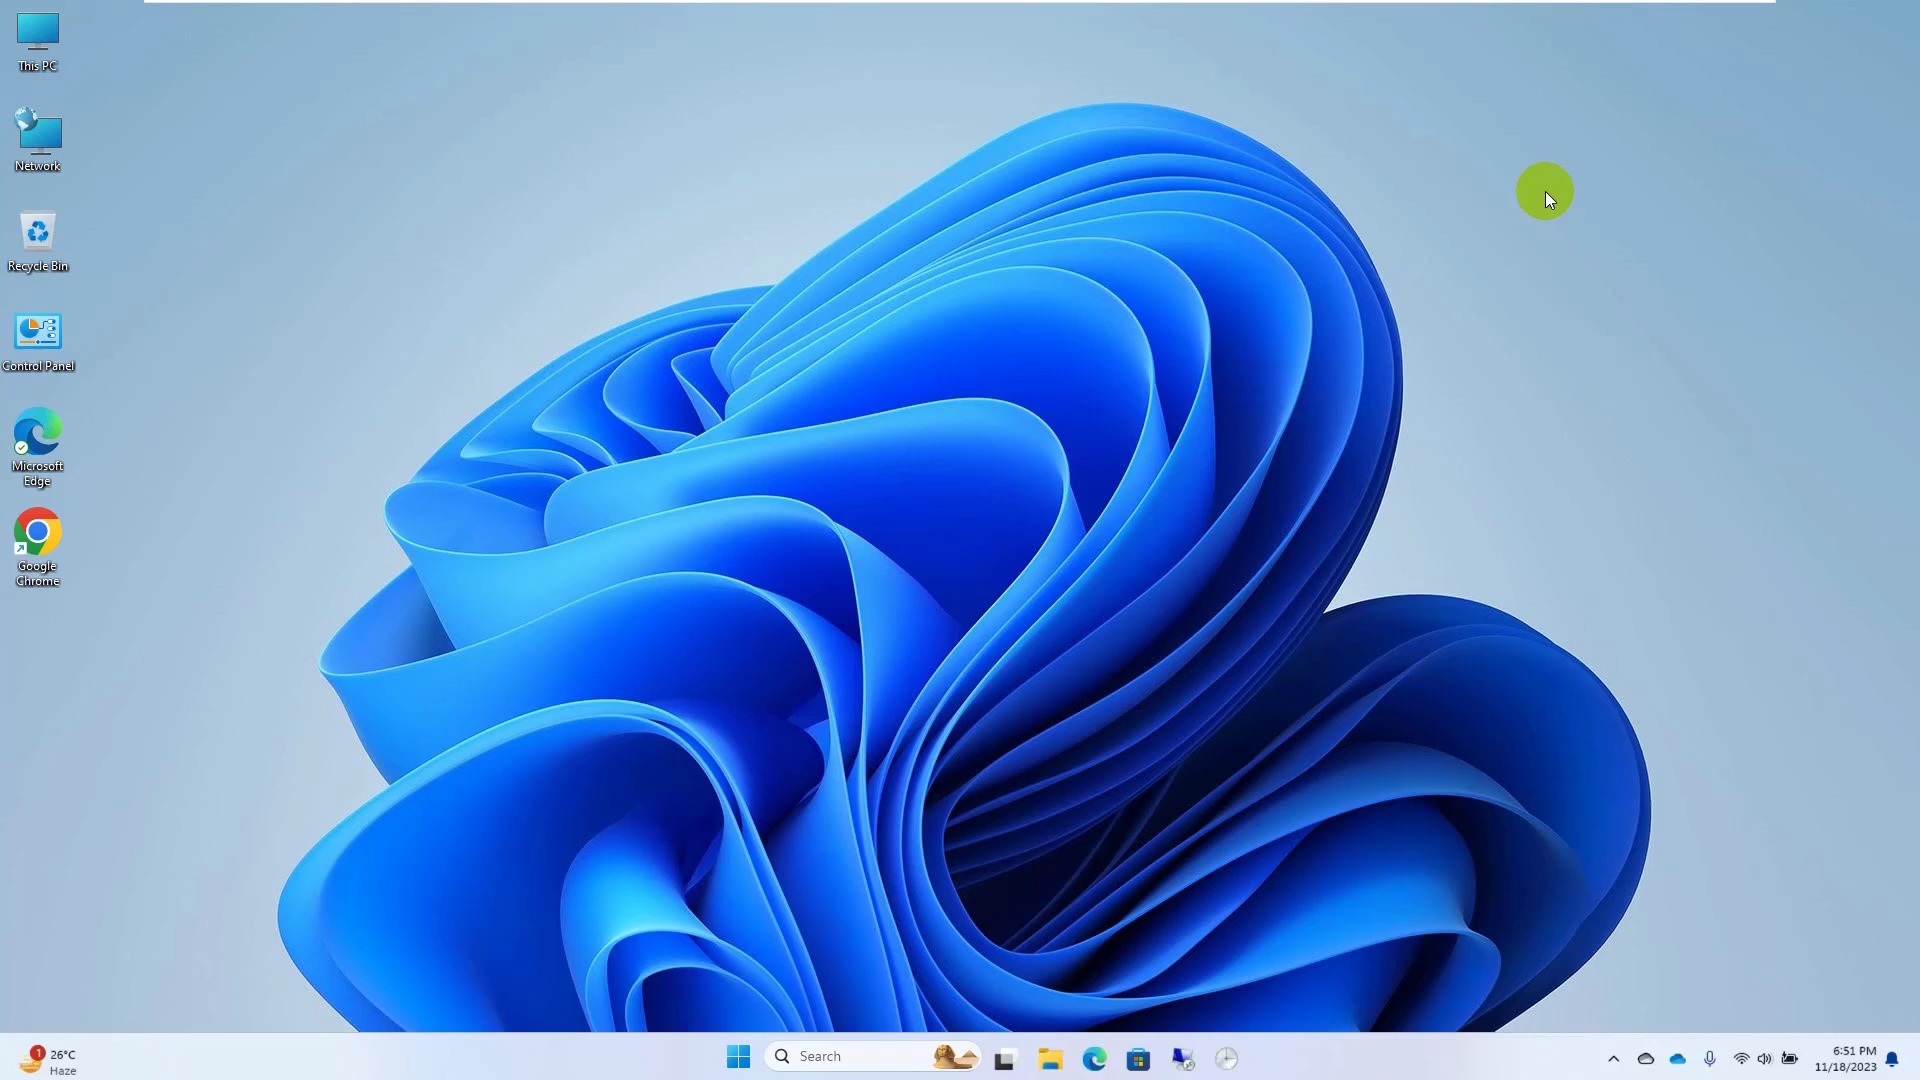 This PC
Network
Recycle Bin
Control Panel
Microsoft
Edge
Google
Chrome
1
26°C
Haze
Search
6:51 PM
11/18/2023